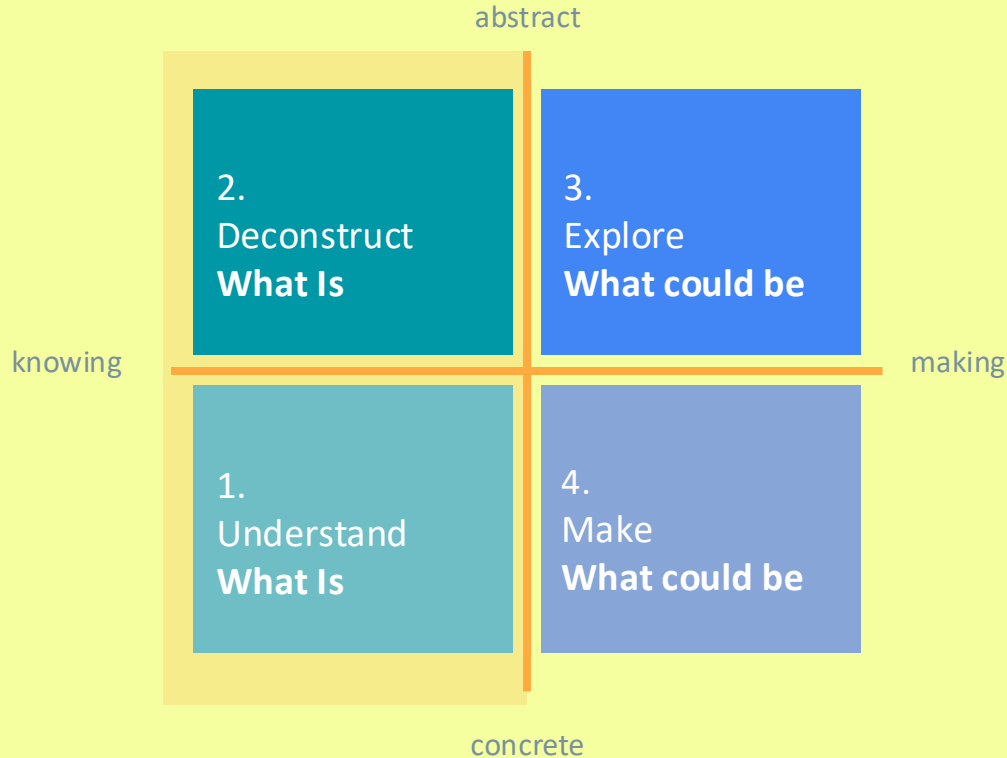 abstract
2.
Deconstruct
What Is
3.
Explore
What could be
knowing
making
1.
Understand
What Is
4.
Make
What could be
concrete